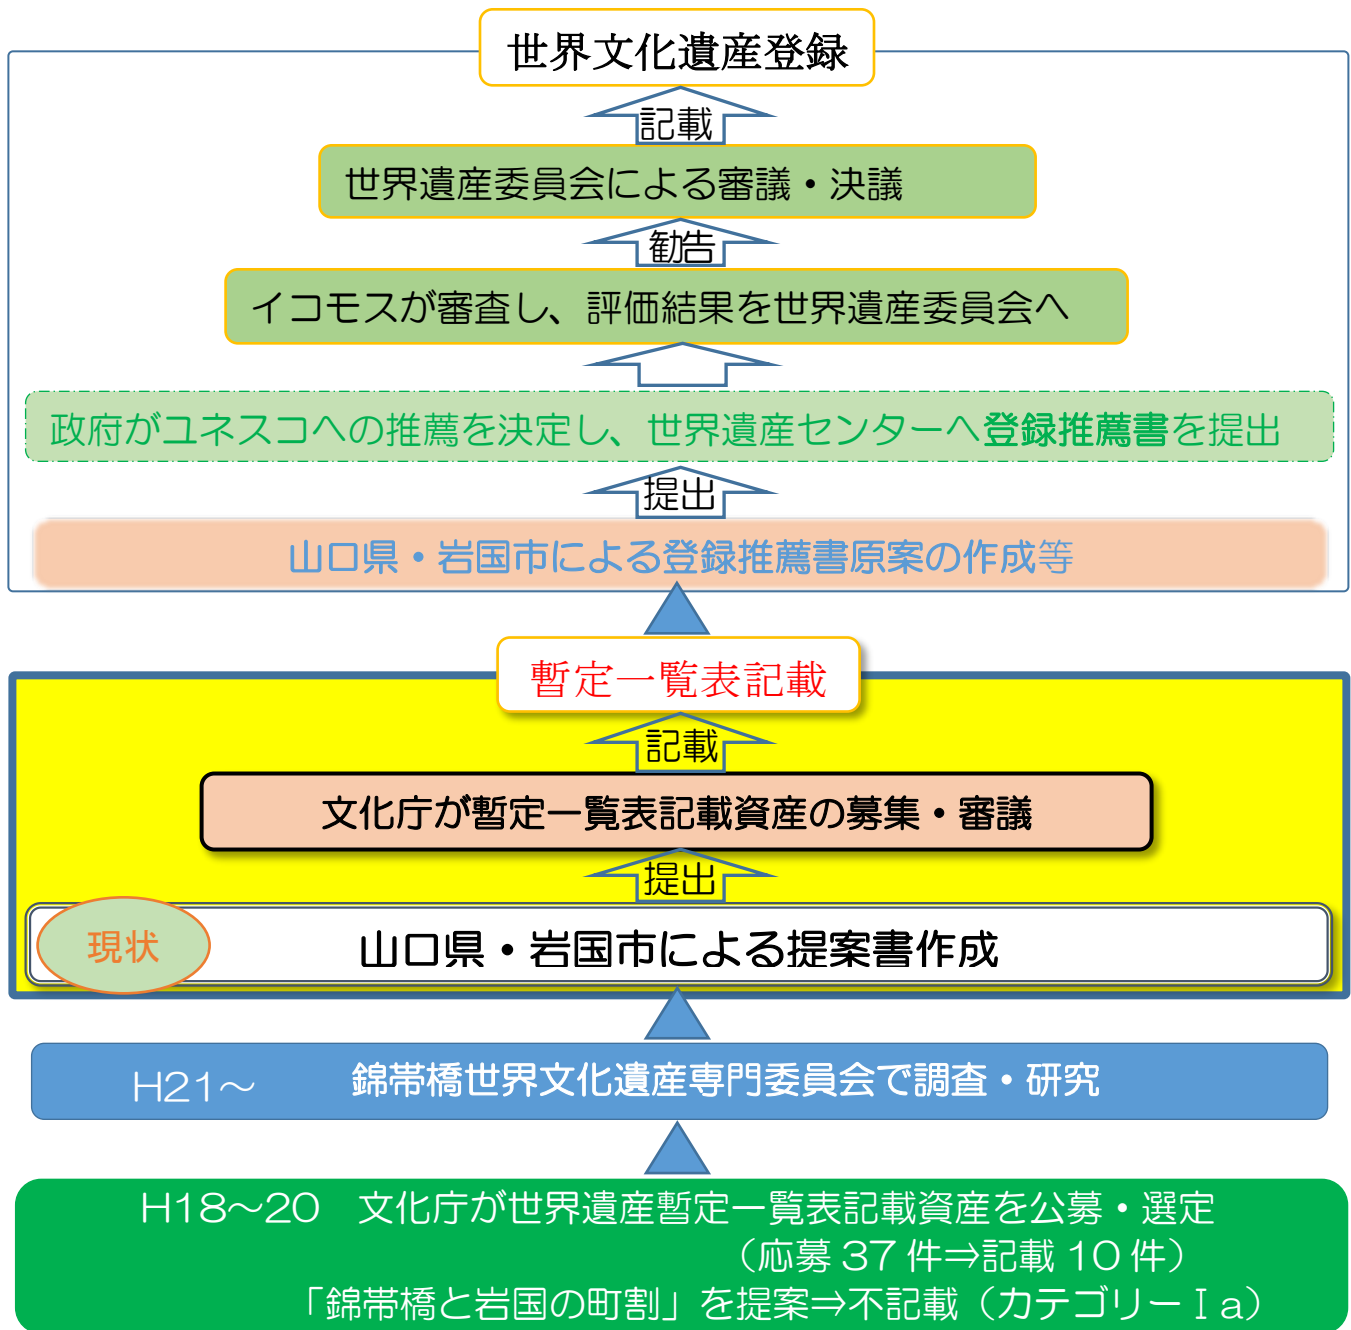 世界文化遺産登録
記載
世界遺産委員会による審議・決議
勧告
イコモスが審査し、評価結果を世界遺産委員会へ
政府がユネスコへの推薦を決定し、世界遺産センターへ登録推薦書を提出
提出
山口県・岩国市による登録推薦書原案の作成等
暫定一覧表記載
記載
文化庁が暫定一覧表記載資産の募集・審議
提出
現状
山口県・岩国市による提案書作成
H21～ 錦帯橋世界文化遺産専門委員会で調査・研究
H18～20　文化庁が世界遺産暫定一覧表記載資産を公募・選定
（応募 37 件⇒記載 10 件）
「錦帯橋と岩国の町割」を提案⇒不記載（カテゴリーⅠa）